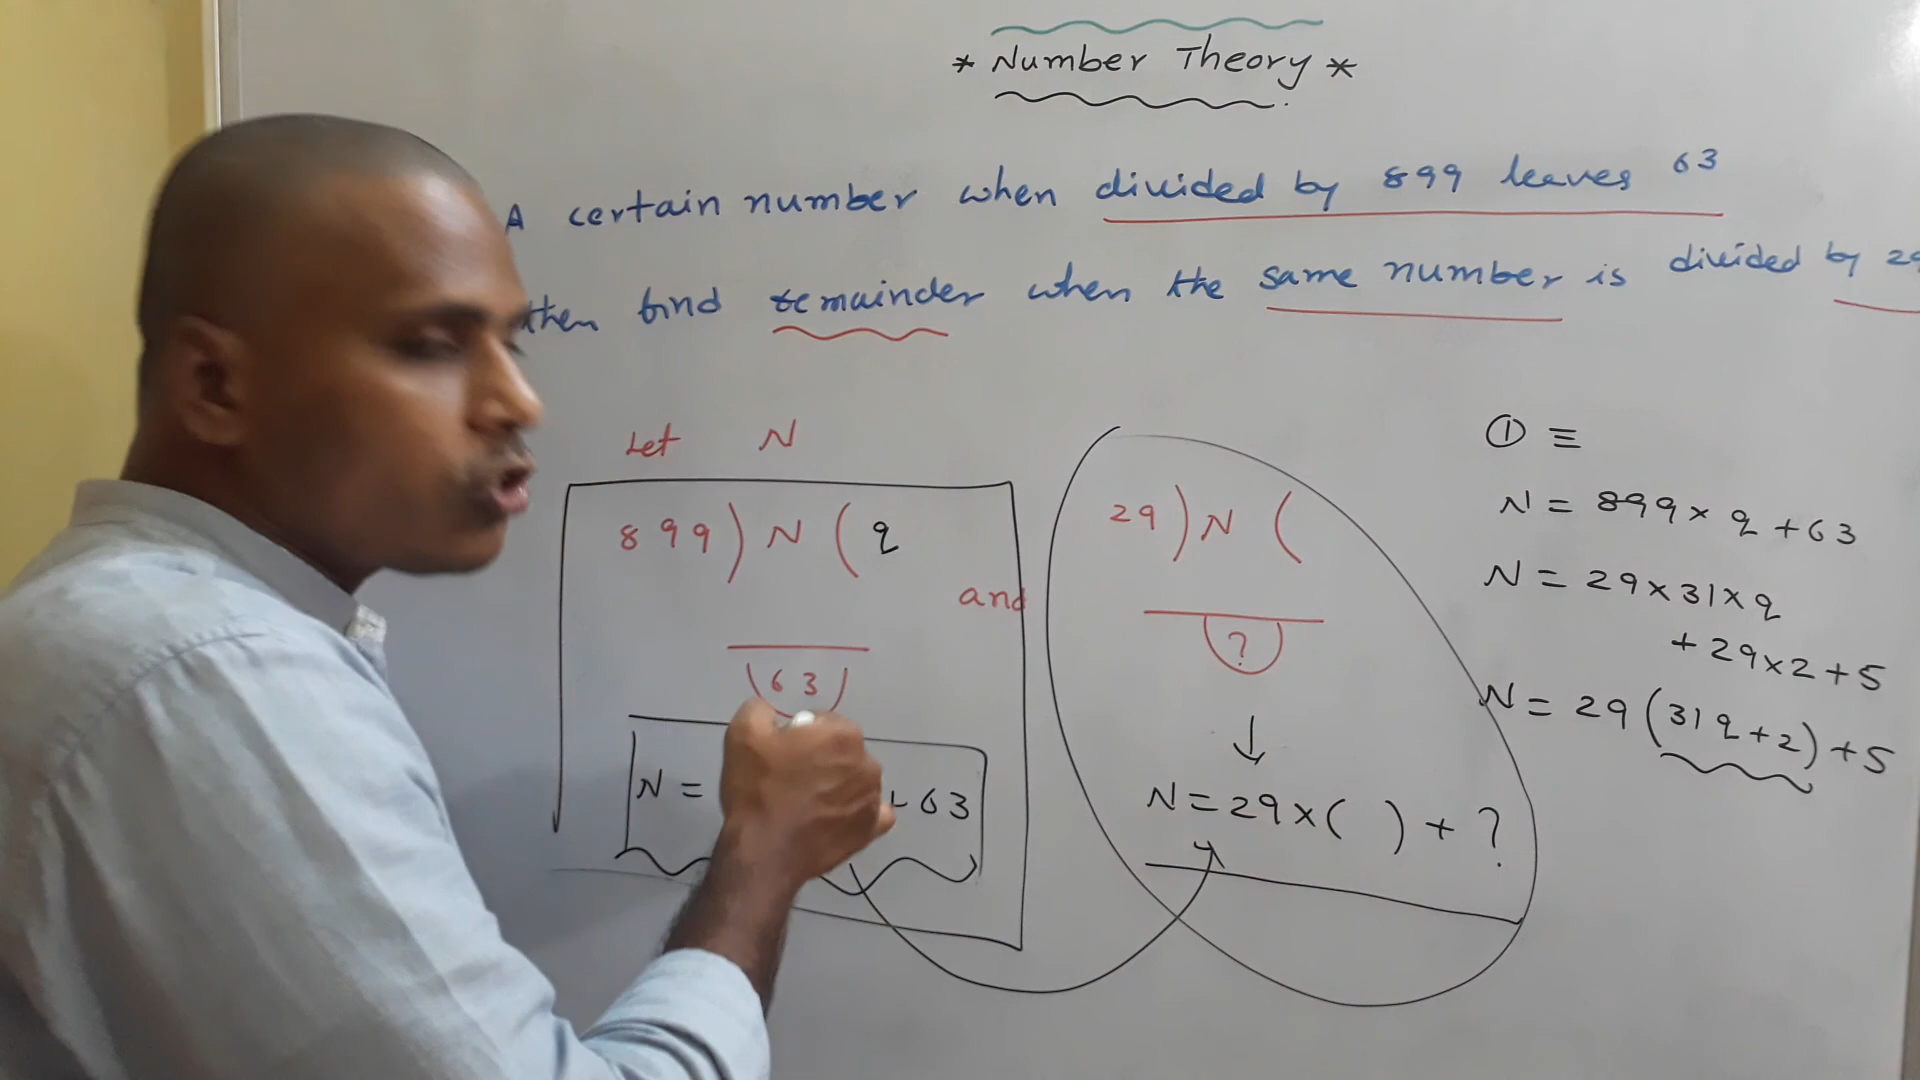 * Number Theory *
A certain number when divided by 899 leaves 63
then find remainder when the same number is divided by 29
Let N
899 ) N ( q
63
N = + 63
and
29 ) N (
?
↓
N = 29 × ( ) + ?
① ≡
N = 899 × q + 63
N = 29 × 31 × q
+ 29 × 2 + 5
N = 29 ( 31 q + 2 ) + 5